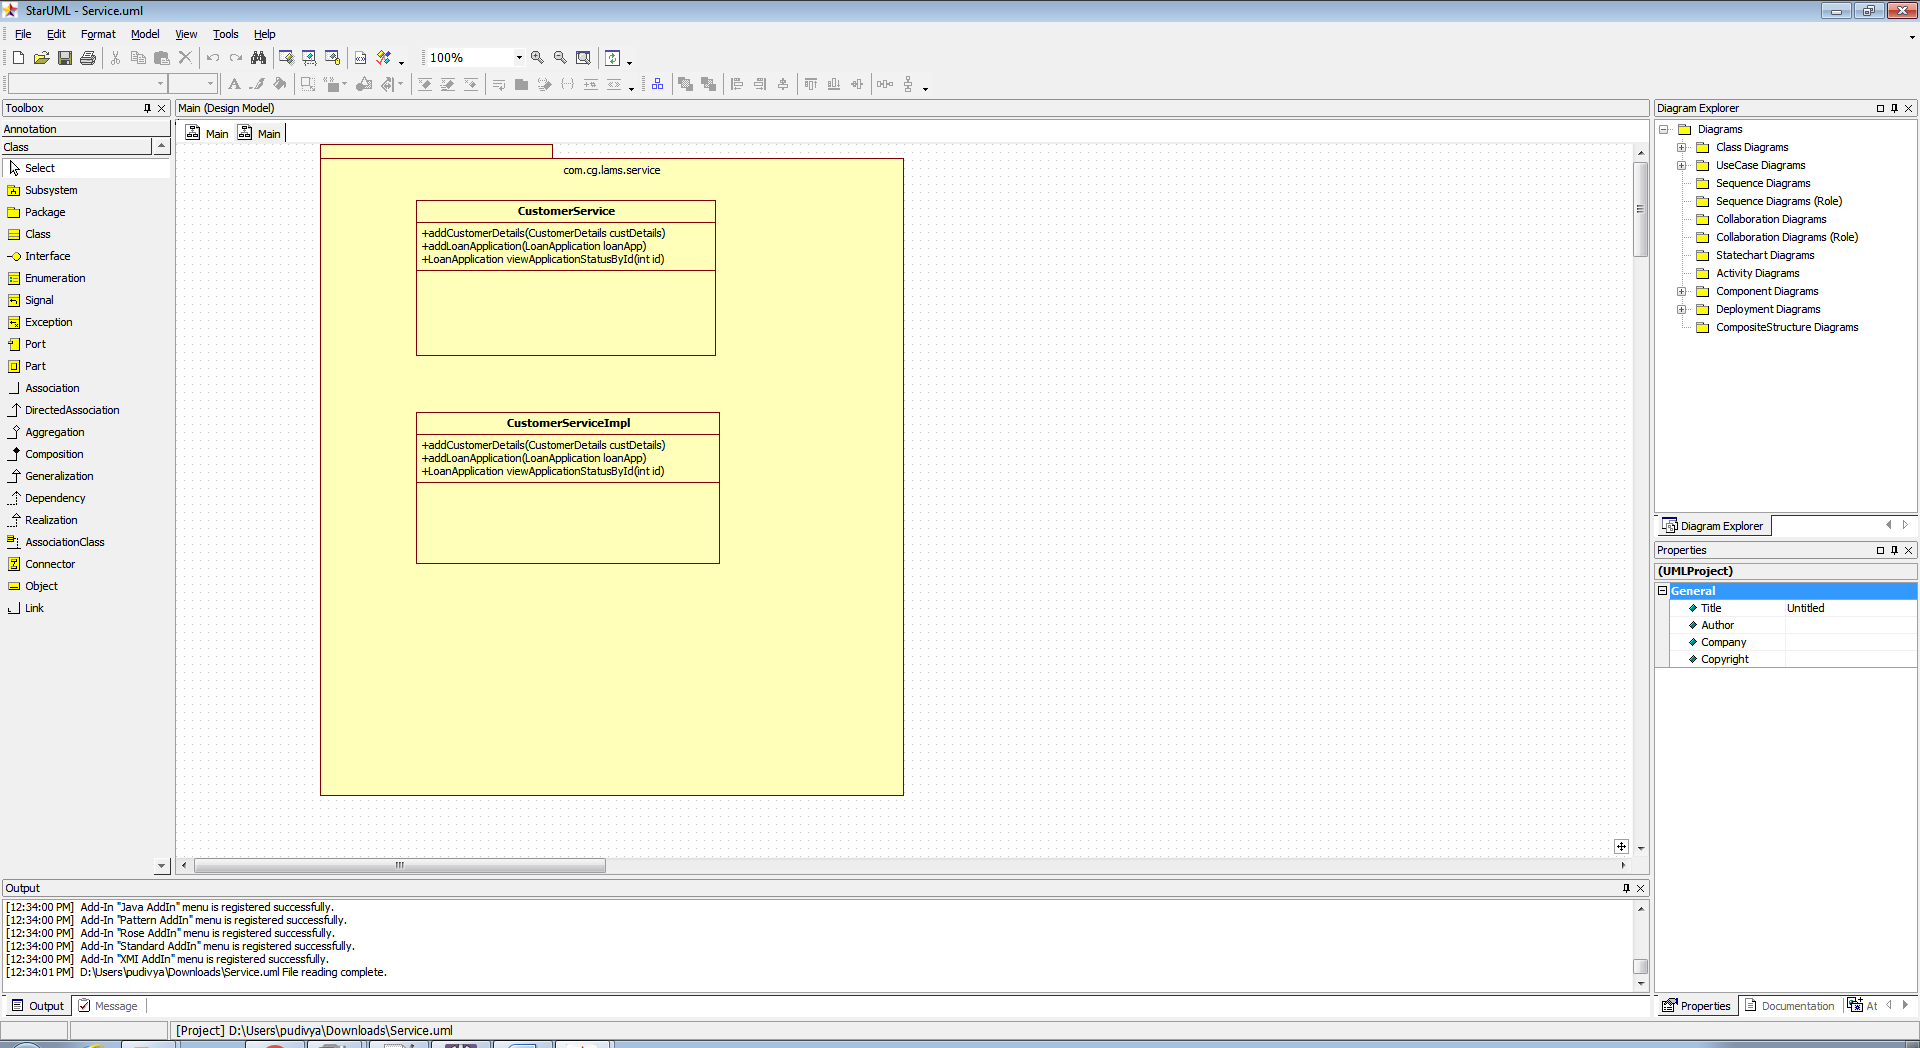 StarUML - Service.uml
File Edit Format Model View Tools Help
100%
Toolbox
Annotation
Class
Select
Subsystem
Package
Class
Interface
Enumeration
Signal
Exception
Port
Part
Association
DirectedAssociation
Aggregation
Composition
Generalization
Dependency
Realization
AssociationClass
Connector
Object
Link
Main (Design Model)
Main Main
com.cg.lams.service
CustomerService
+addCustomerDetails(CustomerDetails custDetails)
+addLoanApplication(LoanApplication loanApp)
+LoanApplication viewApplicationStatusById(int id)
CustomerServiceImpl
+addCustomerDetails(CustomerDetails custDetails)
+addLoanApplication(LoanApplication loanApp)
+LoanApplication viewApplicationStatusById(int id)
Diagram Explorer
Diagrams
Class Diagrams
UseCase Diagrams
Sequence Diagrams
Sequence Diagrams (Role)
Collaboration Diagrams
Collaboration Diagrams (Role)
Statechart Diagrams
Activity Diagrams
Component Diagrams
Deployment Diagrams
CompositeStructure Diagrams
Diagram Explorer
Properties
(UMLProject)
General
Title Untitled
Author
Company
Copyright
Properties Documentation At
Output
[12:34:00 PM] Add-In "Java AddIn" menu is registered successfully.
[12:34:00 PM] Add-In "Pattern AddIn" menu is registered successfully.
[12:34:00 PM] Add-In "Rose AddIn" menu is registered successfully.
[12:34:00 PM] Add-In "Standard AddIn" menu is registered successfully.
[12:34:00 PM] Add-In "XMI AddIn" menu is registered successfully.
[12:34:01 PM] D:\Users\pudivya\Downloads\Service.uml File reading complete.
Output Message
[Project] D:\Users\pudivya\Downloads\Service.uml